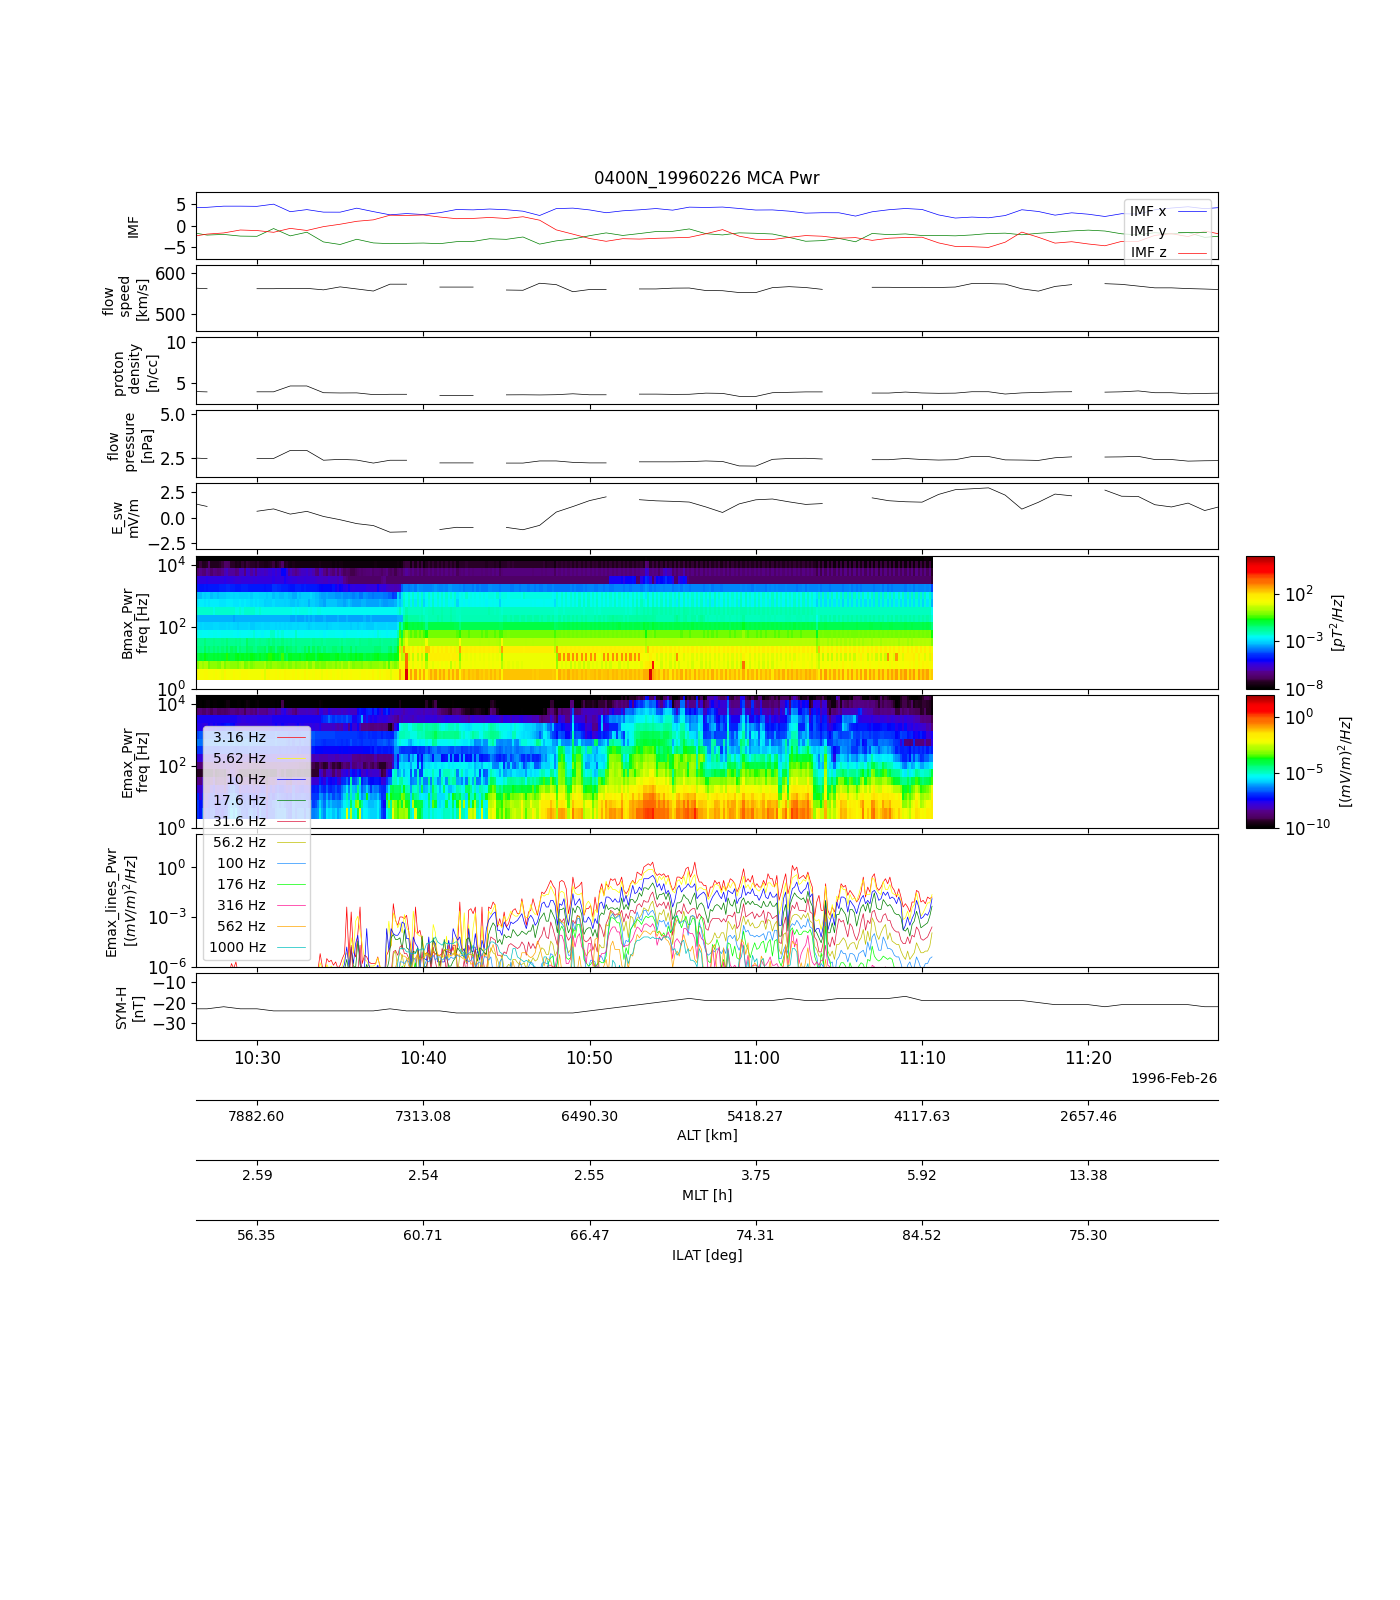 0400N_19960226 MCA Pwr
IMF
5
0
−5
IMF x
IMF y
IMF z
flow
speed
[km/s]
600
500
proton
density
[n/cc]
10
5
flow
pressure
[nPa]
5.0
2.5
E_sw
mV/m
2.5
0.0
−2.5
Bmax_Pwr
freq [Hz]
10^4
10^2
10^0
10^2
10^−3
10^−8
[pT^2/Hz]
Emax_Pwr
freq [Hz]
10^4
10^2
10^0
10^0
10^−5
10^−10
[(mV/m)^2/Hz]
3.16 Hz
5.62 Hz
10 Hz
17.6 Hz
31.6 Hz
56.2 Hz
100 Hz
176 Hz
316 Hz
562 Hz
1000 Hz
Emax_lines_Pwr
[(mV/m)^2/Hz]
10^0
10^−3
10^−6
SYM-H
[nT]
−10
−20
−30
10:30 10:40 10:50 11:00 11:10 11:20
1996-Feb-26
7882.60 7313.08 6490.30 5418.27 4117.63 2657.46
ALT [km]
2.59 2.54 2.55 3.75 5.92 13.38
MLT [h]
56.35 60.71 66.47 74.31 84.52 75.30
ILAT [deg]